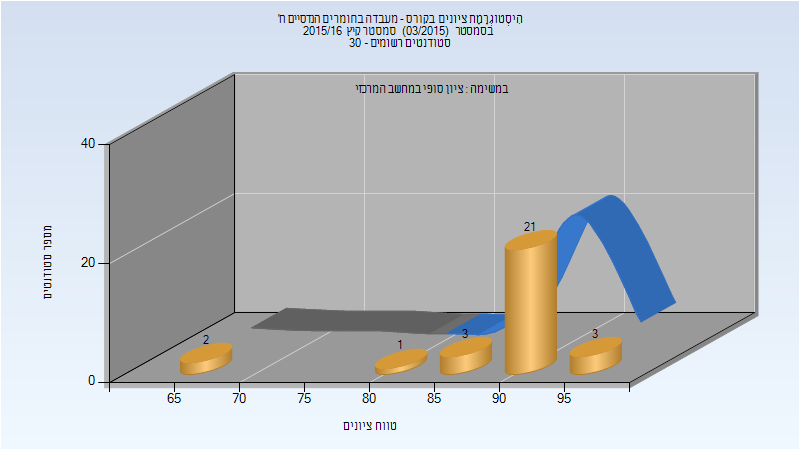 הִיסְטוֹגְרָמַת ציונים בקורס - מעבדה בחומרים הנדסיים ח'
בסמסטר (03/2015) סמסטר קיץ 2015/16
סטודנטים רשומים - 30
במשימה : ציון סופי במחשב המרכזי
מספר סטודנטים
40
20
0
2
1
3
21
3
65
70
75
80
85
90
95
טווח ציונים